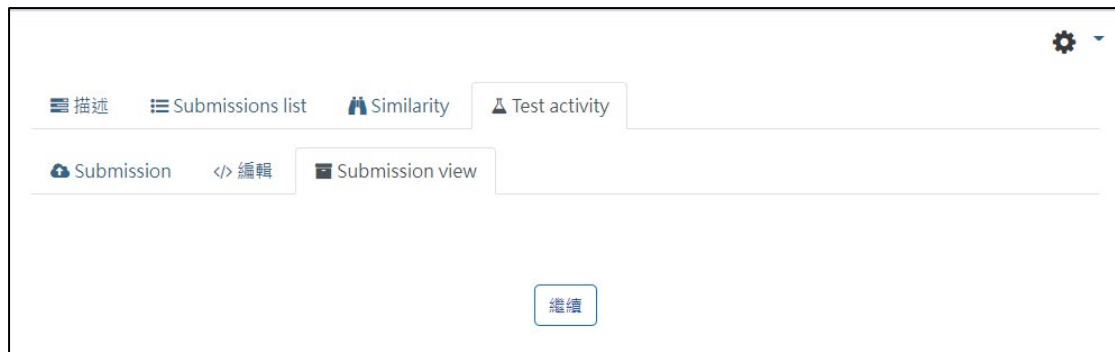 描述 Submissions list Similarity Test activity
Submission </> 編輯 Submission view
繼續